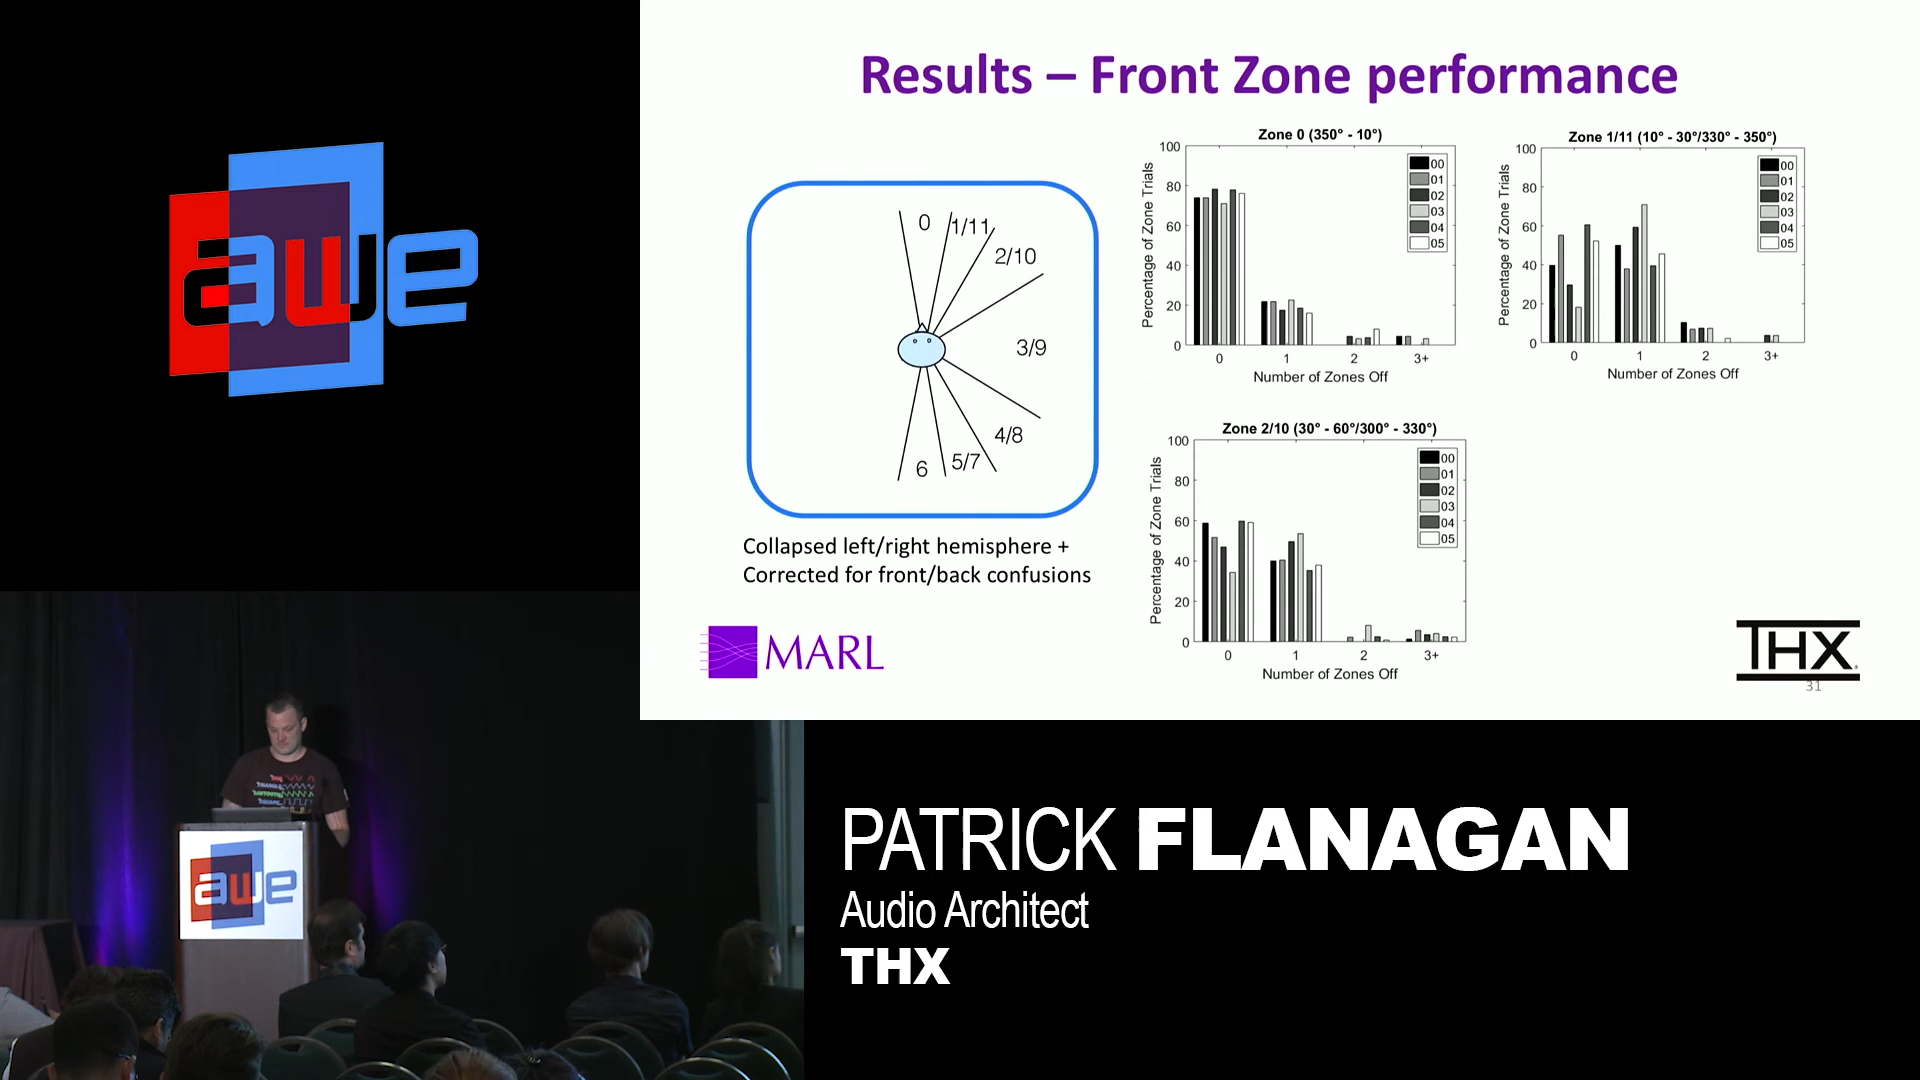 awe
Results – Front Zone performance
0
1/11
2/10
3/9
4/8
5/7
6
Collapsed left/right hemisphere +
Corrected for front/back confusions
MARL
Zone 0 (350° - 10°)
Percentage of Zone Trials
100
80
60
40
20
0
00
01
02
03
04
05
0 1 2 3+
Number of Zones Off
Zone 1/11 (10° - 30°/330° - 350°)
Percentage of Zone Trials
100
80
60
40
20
0
00
01
02
03
04
05
0 1 2 3+
Number of Zones Off
Zone 2/10 (30° - 60°/300° - 330°)
Percentage of Zone Trials
100
80
60
40
20
0
00
01
02
03
04
05
0 1 2 3+
Number of Zones Off
THX
31
awe
PATRICK FLANAGAN
Audio Architect
THX